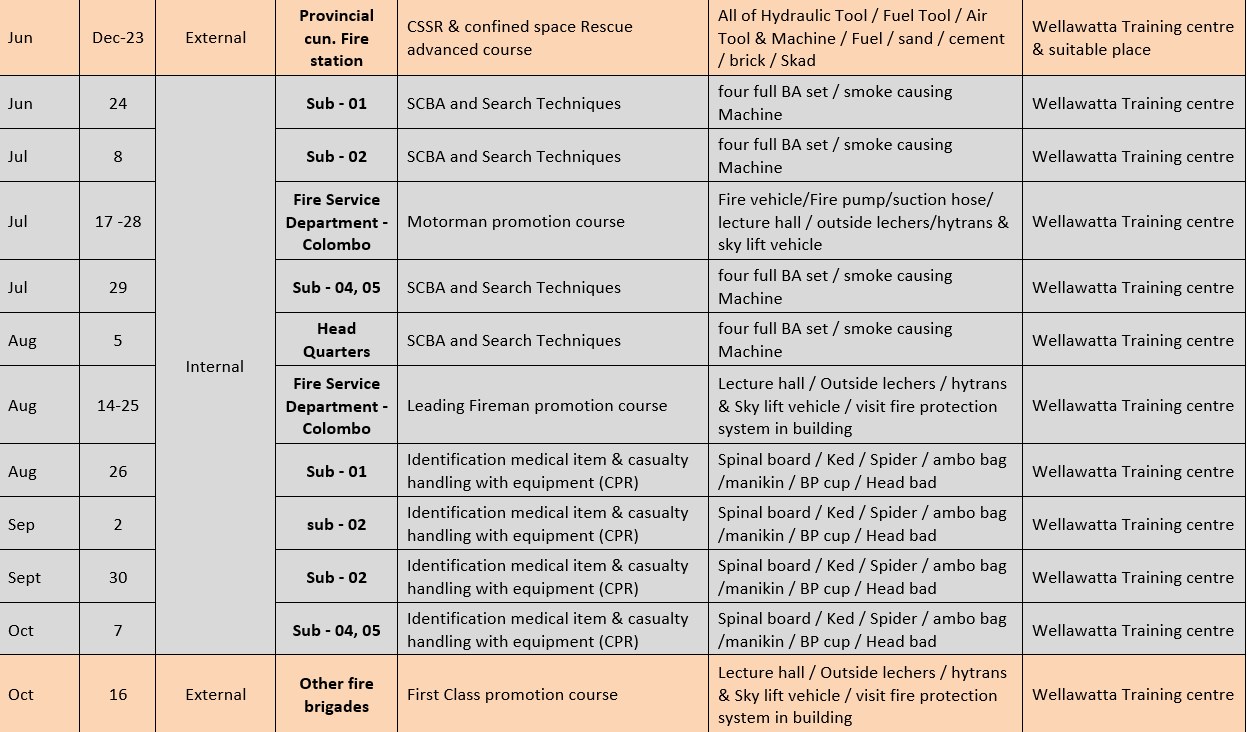 Jun
Dec-23
External
Provincial
cun. Fire
station
CSSR & confined space Rescue
advanced course
All of Hydraulic Tool / Fuel Tool / Air
Tool & Machine / Fuel / sand / cement
/ brick / Skad
Wellawatta Training centre
& suitable place
Jun
24
Internal
Sub - 01
SCBA and Search Techniques
four full BA set / smoke causing
Machine
Wellawatta Training centre
Jul
8
Sub - 02
SCBA and Search Techniques
four full BA set / smoke causing
Machine
Wellawatta Training centre
Jul
17 -28
Fire Service
Department -
Colombo
Motorman promotion course
Fire vehicle/Fire pump/suction hose/
lecture hall / outside lechers/hytrans &
sky lift vehicle
Wellawatta Training centre
Jul
29
Sub - 04, 05
SCBA and Search Techniques
four full BA set / smoke causing
Machine
Wellawatta Training centre
Aug
5
Head
Quarters
SCBA and Search Techniques
four full BA set / smoke causing
Machine
Wellawatta Training centre
Aug
14-25
Fire Service
Department -
Colombo
Leading Fireman promotion course
Lecture hall / Outside lechers / hytrans
& Sky lift vehicle / visit fire protection
system in building
Wellawatta Training centre
Aug
26
Sub - 01
Identification medical item & casualty
handling with equipment (CPR)
Spinal board / Ked / Spider / ambo bag
/manikin / BP cup / Head bad
Wellawatta Training centre
Sep
2
sub - 02
Identification medical item & casualty
handling with equipment (CPR)
Spinal board / Ked / Spider / ambo bag
/manikin / BP cup / Head bad
Wellawatta Training centre
Sept
30
Sub - 02
Identification medical item & casualty
handling with equipment (CPR)
Spinal board / Ked / Spider / ambo bag
/manikin / BP cup / Head bad
Wellawatta Training centre
Oct
7
Sub - 04, 05
Identification medical item & casualty
handling with equipment (CPR)
Spinal board / Ked / Spider / ambo bag
/manikin / BP cup / Head bad
Wellawatta Training centre
Oct
16
External
Other fire
brigades
First Class promotion course
Lecture hall / Outside lechers / hytrans
& Sky lift vehicle / visit fire protection
system in building
Wellawatta Training centre